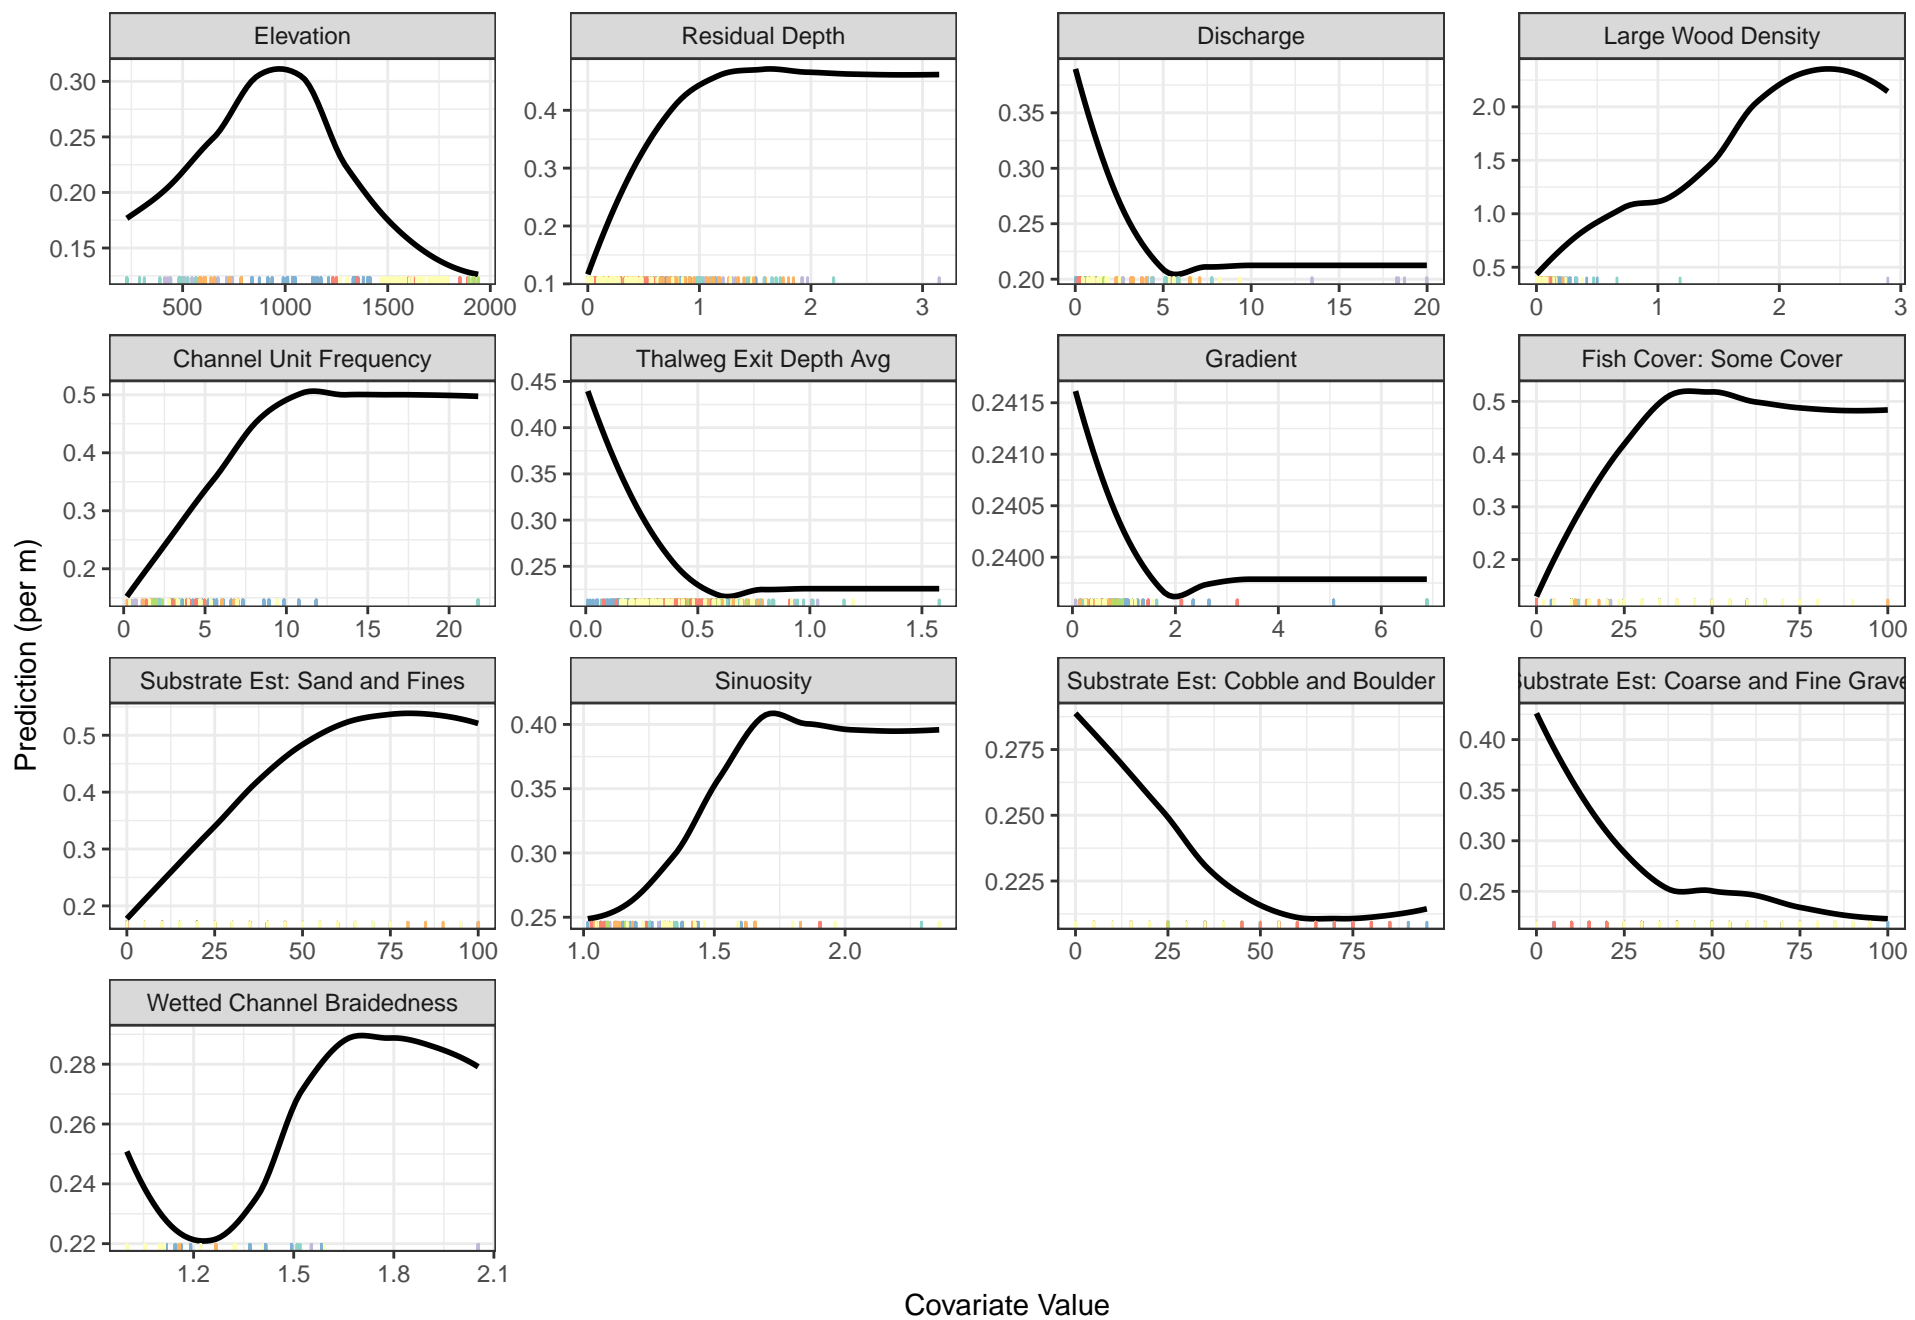 Elevation
Residual Depth
Discharge
Large Wood Density
0.30
0.25
0.20
0.15
0.4
0.3
0.2
0.1
0.35
0.30
0.25
0.20
2.0
1.5
1.0
0.5
500 1000 1500 2000
0 1 2 3
0 5 10 15 20
0 1 2 3
Channel Unit Frequency
Thalweg Exit Depth Avg
Gradient
Fish Cover: Some Cover
0.5
0.4
0.3
0.2
0.45
0.40
0.35
0.30
0.25
0.2415
0.2410
0.2405
0.2400
0.5
0.4
0.3
0.2
0 5 10 15 20
0.0 0.5 1.0 1.5
0 2 4 6
0 25 50 75 100
Substrate Est: Sand and Fines
Sinuosity
Substrate Est: Cobble and Boulder
ubstrate Est: Coarse and Fine Grave
0.5
0.4
0.3
0.2
0.40
0.35
0.30
0.25
0.275
0.250
0.225
0.40
0.35
0.30
0.25
0 25 50 75 100
1.0 1.5 2.0
0 25 50 75
0 25 50 75 100
Wetted Channel Braidedness
0.28
0.26
0.24
0.22
1.2 1.5 1.8 2.1
Prediction (per m)
Covariate Value